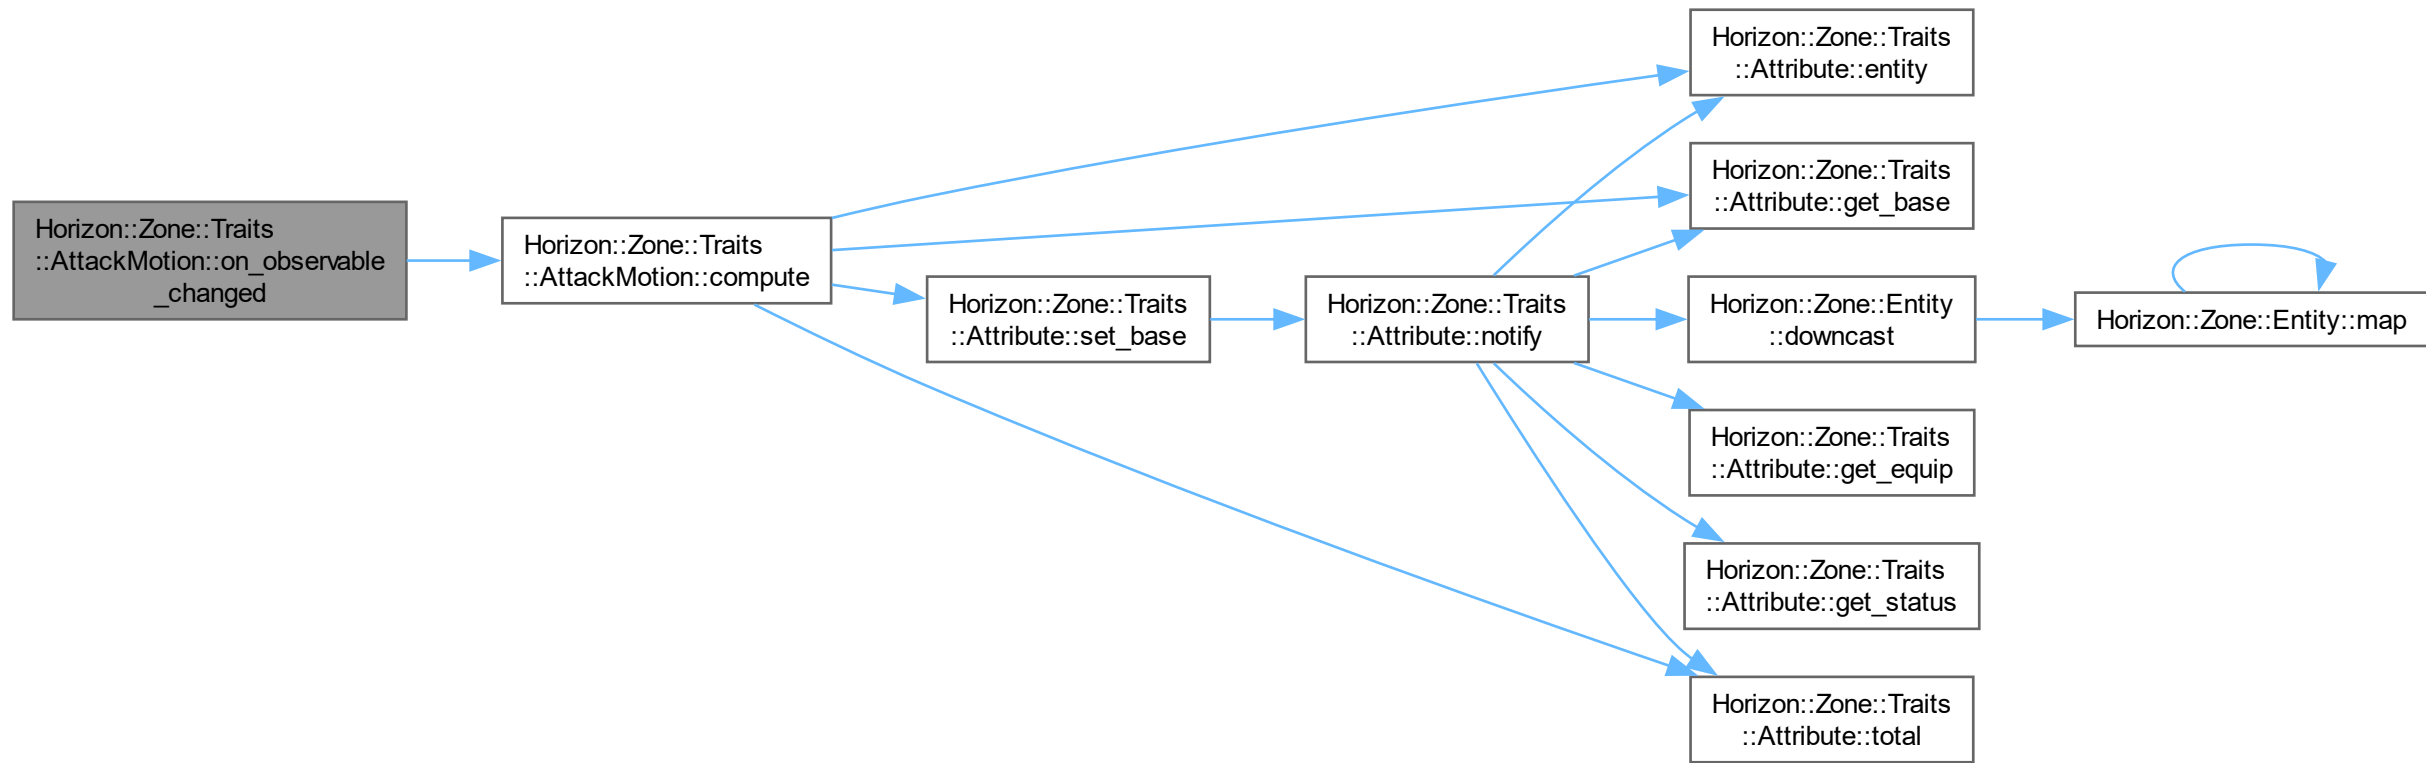 Horizon::Zone::Traits
::AttackMotion::on_observable
_changed
Horizon::Zone::Traits
::AttackMotion::compute
Horizon::Zone::Traits
::Attribute::entity
Horizon::Zone::Traits
::Attribute::get_base
Horizon::Zone::Traits
::Attribute::set_base
Horizon::Zone::Traits
::Attribute::notify
Horizon::Zone::Entity
::downcast
Horizon::Zone::Entity::map
Horizon::Zone::Traits
::Attribute::get_equip
Horizon::Zone::Traits
::Attribute::get_status
Horizon::Zone::Traits
::Attribute::total